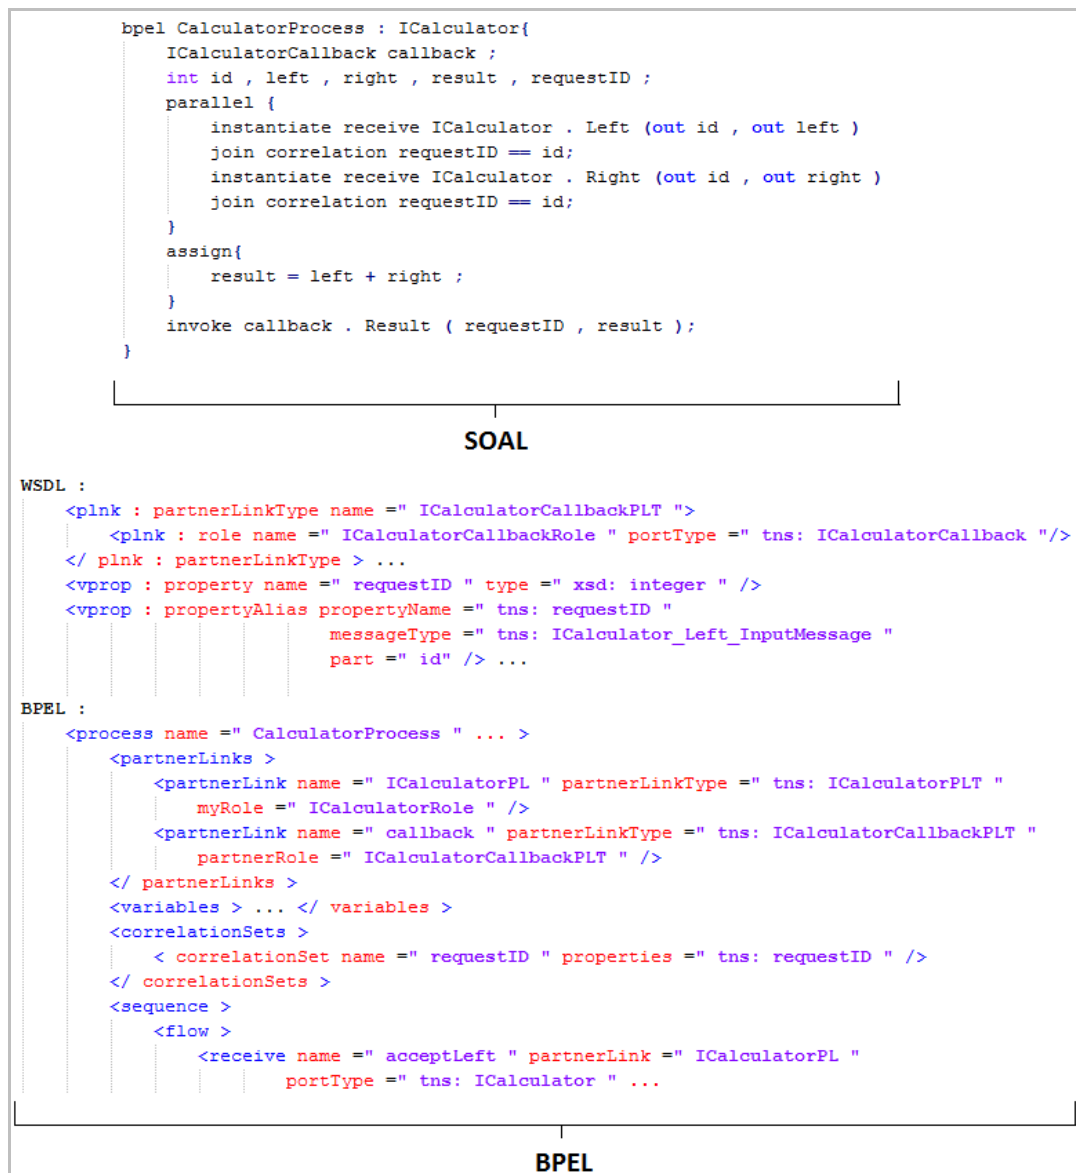 bpel CalculatorProcess : ICalculator{
ICalculatorCallback callback ;
int id , left , right , result , requestID ;
parallel {
instantiate receive ICalculator . Left (out id , out left )
join correlation requestID == id;
instantiate receive ICalculator . Right (out id , out right )
join correlation requestID == id;
}
assign{
result = left + right ;
}
invoke callback . Result ( requestID , result );
}
SOAL
WSDL :
<plnk : partnerLinkType name =" ICalculatorCallbackPLT ">
<plnk : role name =" ICalculatorCallbackRole " portType =" tns: ICalculatorCallback "/>
</ plnk : partnerLinkType > ...
<vprop : property name =" requestID " type =" xsd: integer " />
<vprop : propertyAlias propertyName =" tns: requestID "
messageType =" tns: ICalculator_Left_InputMessage "
part =" id" /> ...
BPEL :
<process name =" CalculatorProcess " ... >
<partnerLinks >
<partnerLink name =" ICalculatorPL " partnerLinkType =" tns: ICalculatorPLT "
myRole =" ICalculatorRole " />
<partnerLink name =" callback " partnerLinkType =" tns: ICalculatorCallbackPLT "
partnerRole =" ICalculatorCallbackPLT " />
</ partnerLinks >
<variables > ... </ variables >
<correlationSets >
< correlationSet name =" requestID " properties =" tns: requestID " />
</ correlationSets >
<sequence >
<flow >
<receive name =" acceptLeft " partnerLink =" ICalculatorPL "
portType =" tns: ICalculator " ...
BPEL